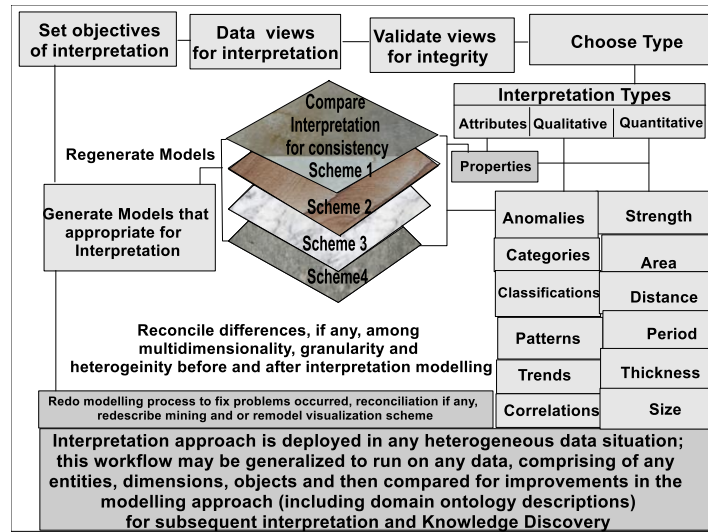 Set objectives
of interpretation
Data views
for interpretation
Validate views
for integrity
Choose Type
Interpretation Types
Attributes Qualitative Quantitative
Properties
Compare
Interpretation
for consistency
Scheme 1
Scheme 2
Scheme 3
Scheme4
Regenerate Models
Generate Models that
appropriate for
Interpretation
Anomalies
Categories
Classifications
Patterns
Trends
Correlations
Strength
Area
Distance
Period
Thickness
Size
Reconcile differences, if any, among
multidimensionality, granularity and
heterogeinity before and after interpretation modelling
Redo modelling process to fix problems occurred, reconciliation if any,
redescribe mining and or remodel visualization scheme
Interpretation approach is deployed in any heterogeneous data situation;
this workflow may be generalized to run on any data, comprising of any
entities, dimensions, objects and then compared for improvements in the
modelling approach (including domain ontology descriptions)
for subsequent interpretation and Knowledge Discovery